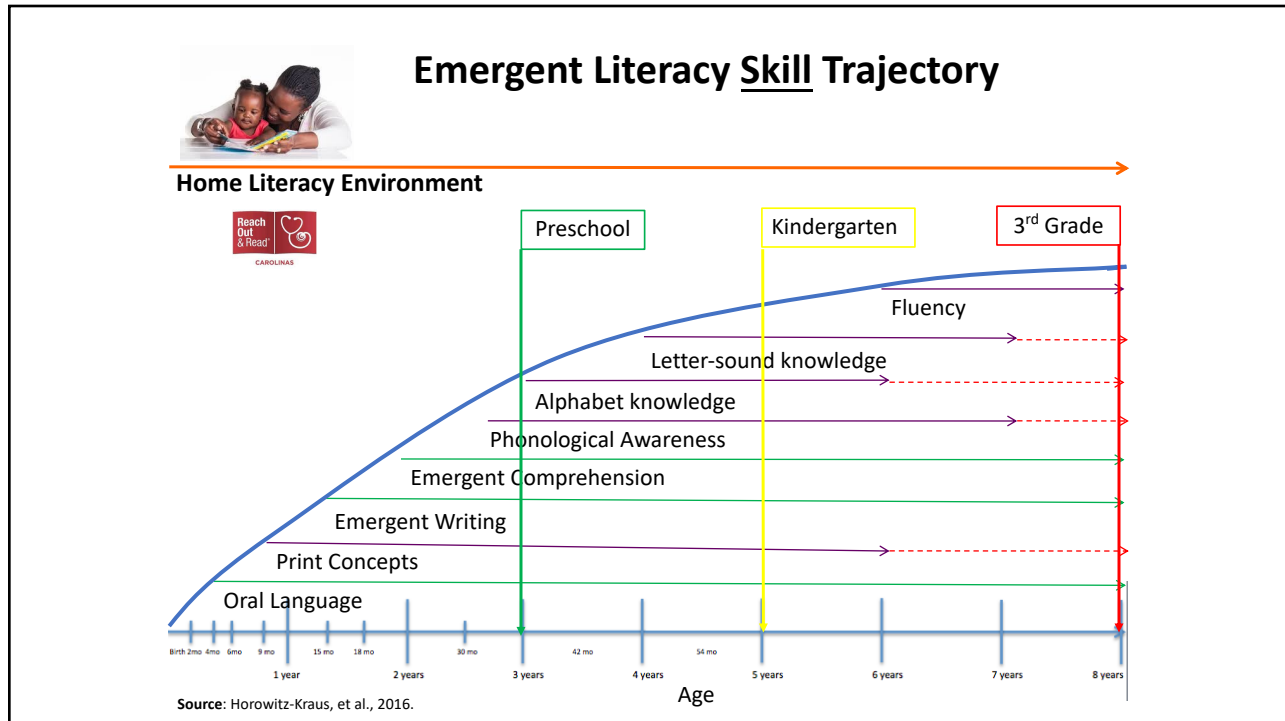 Emergent Literacy Skill Trajectory
Home Literacy Environment
Reach
Out
& Read®
CAROLINAS
Preschool
Kindergarten
3rd Grade
Fluency
Letter-sound knowledge
Alphabet knowledge
Phonological Awareness
Emergent Comprehension
Emergent Writing
Print Concepts
Oral Language
Birth 2mo 4mo 6mo 9 mo 15 mo 18 mo 30 mo 42 mo 54 mo
1 year 2 years 3 years 4 years 5 years 6 years 7 years 8 years
Age
Source: Horowitz-Kraus, et al., 2016.